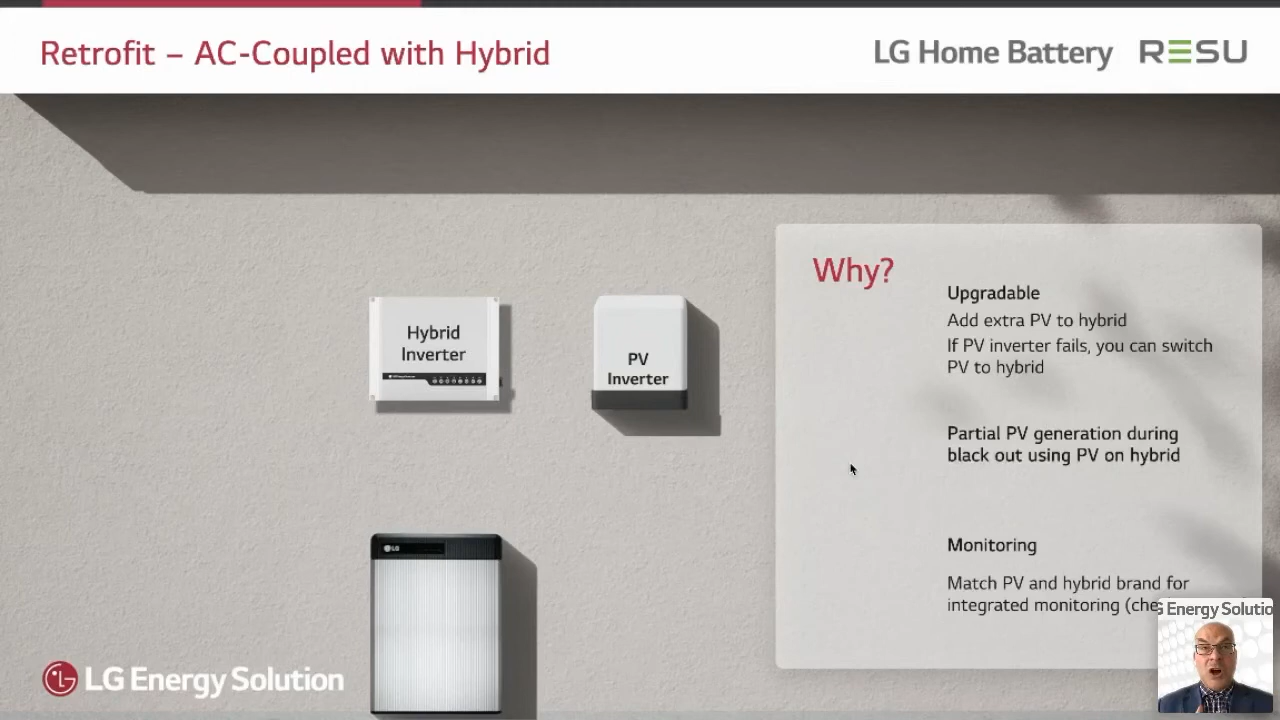 Retrofit – AC-Coupled with Hybrid
LG Home Battery RESU
Why?
Upgradable
Add extra PV to hybrid
If PV inverter fails, you can switch
PV to hybrid
Hybrid
Inverter
PV
Inverter
Partial PV generation during
black out using PV on hybrid
Monitoring
Match PV and hybrid brand for
integrated monitoring (che
G Energy Solutio
LG
LG Energy Solution